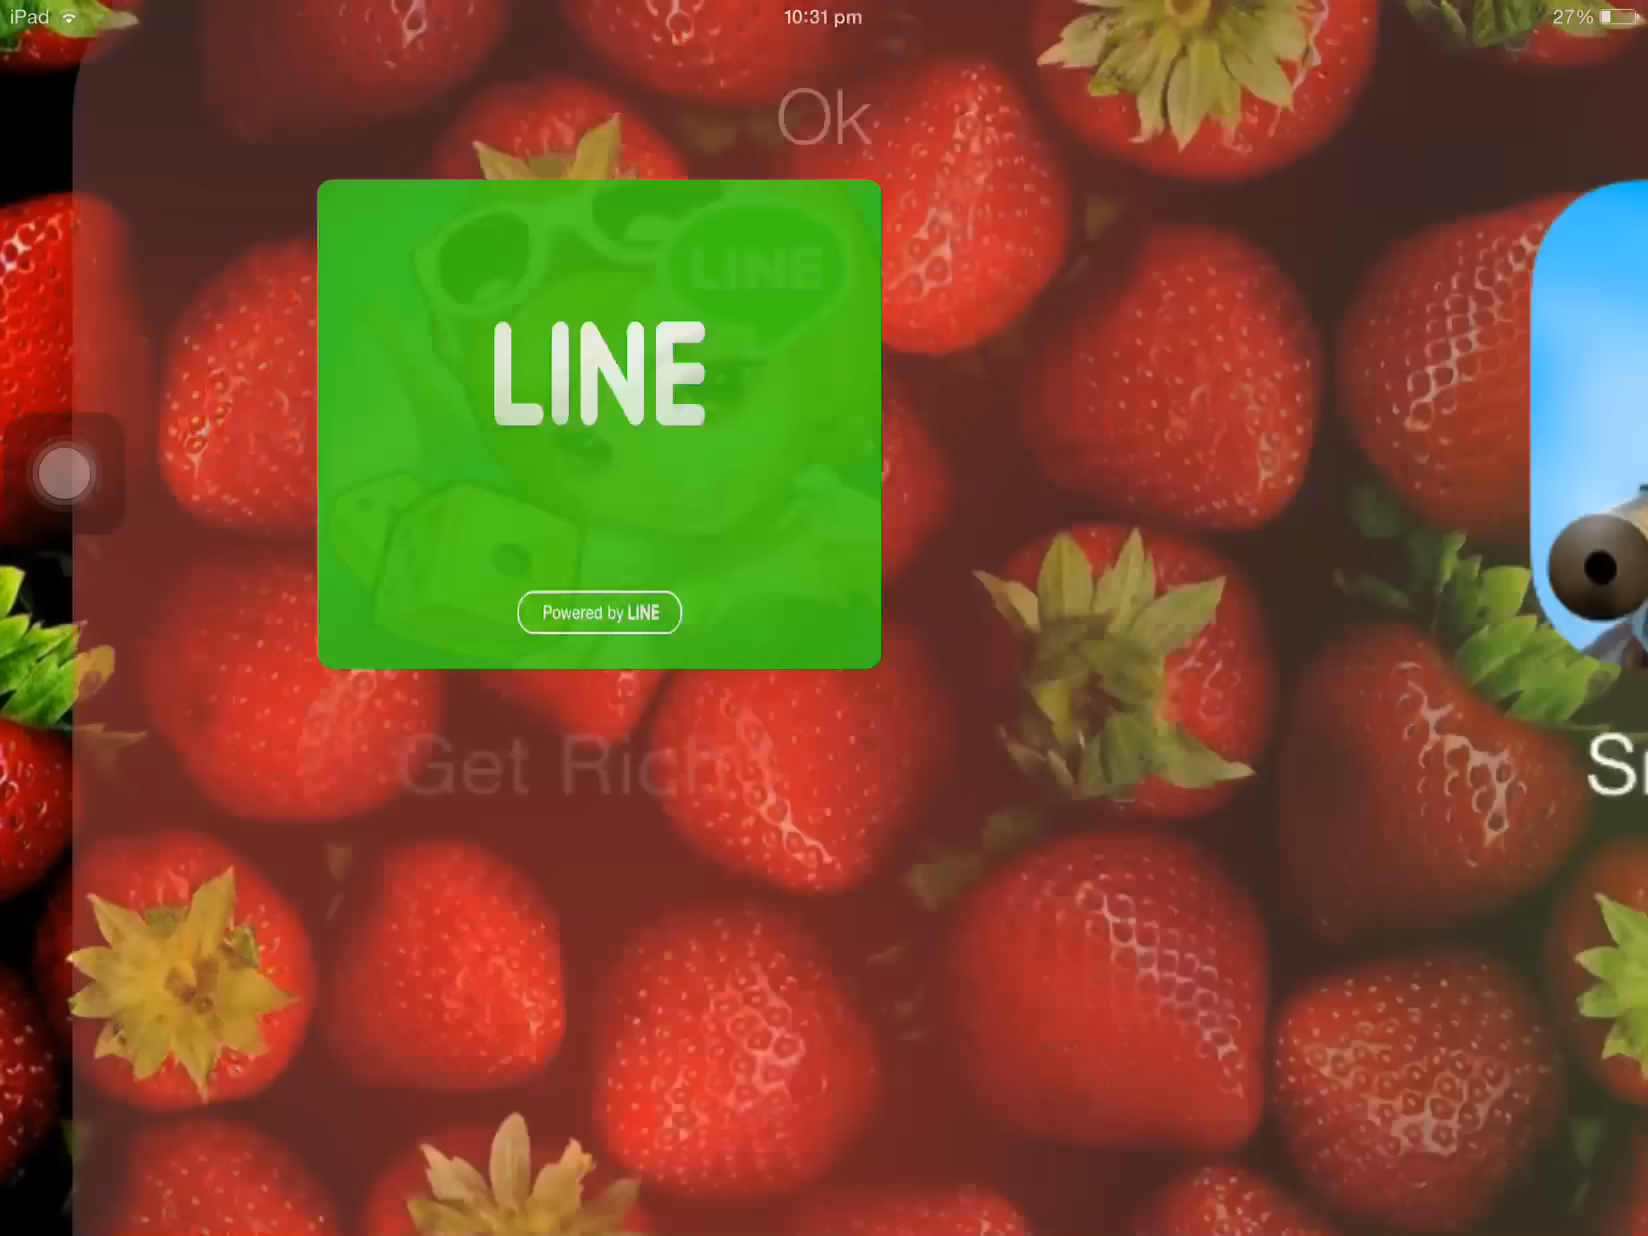 iPad
10:31 pm
27%
Ok
LINE
LINE
Powered by LINE
Get Rich